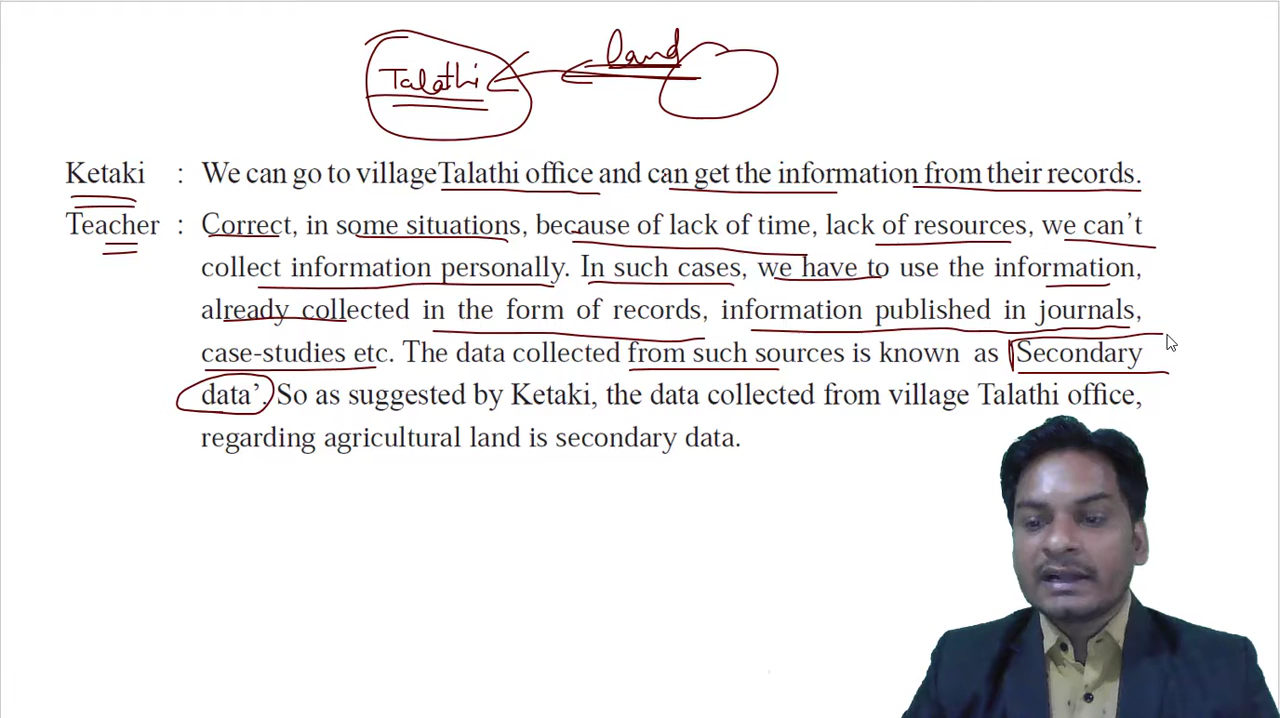 Talathi Land
Ketaki : We can go to village Talathi office and can get the information from their records.
Teacher : Correct, in some situations, because of lack of time, lack of resources, we can't
collect information personally. In such cases, we have to use the information,
already collected in the form of records, information published in journals,
case-studies etc. The data collected from such sources is known as 'Secondary
data'. So as suggested by Ketaki, the data collected from village Talathi office,
regarding agricultural land is secondary data.